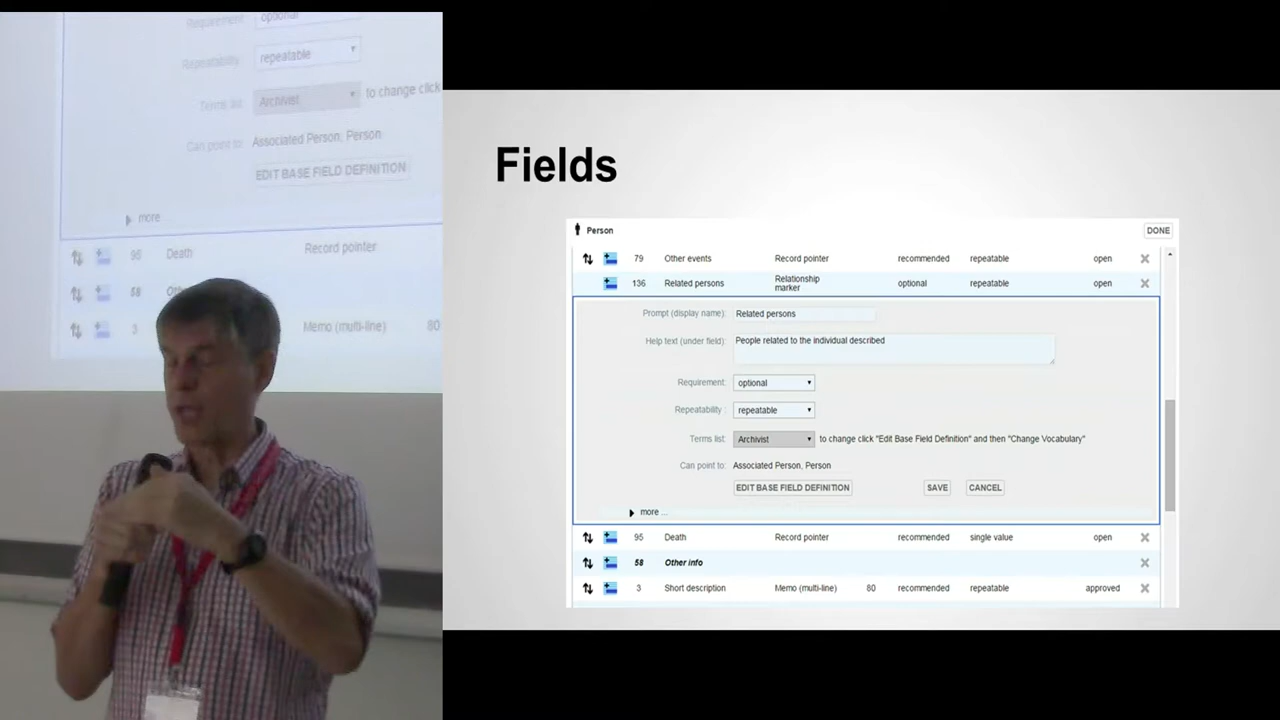 Requirement: optional
Repeatability: repeatable
Terms list: Archivist to change click
Can point to: Associated Person, Person
EDIT BASE FIELD DEFINITION
more
95 Death Record pointer
58
3 Memo (multi-line) 80
Fields
Person DONE
79 Other events Record pointer recommended repeatable open
136 Related persons Relationship marker optional repeatable open
Prompt (display name): Related persons
Help text (under field): People related to the individual described
Requirement: optional
Repeatability : repeatable
Terms list: Archivist to change click "Edit Base Field Definition" and then "Change Vocabulary"
Can point to: Associated Person, Person
EDIT BASE FIELD DEFINITION SAVE CANCEL
more ...
95 Death Record pointer recommended single value open
58 Other info
3 Short description Memo (multi-line) 80 recommended repeatable approved